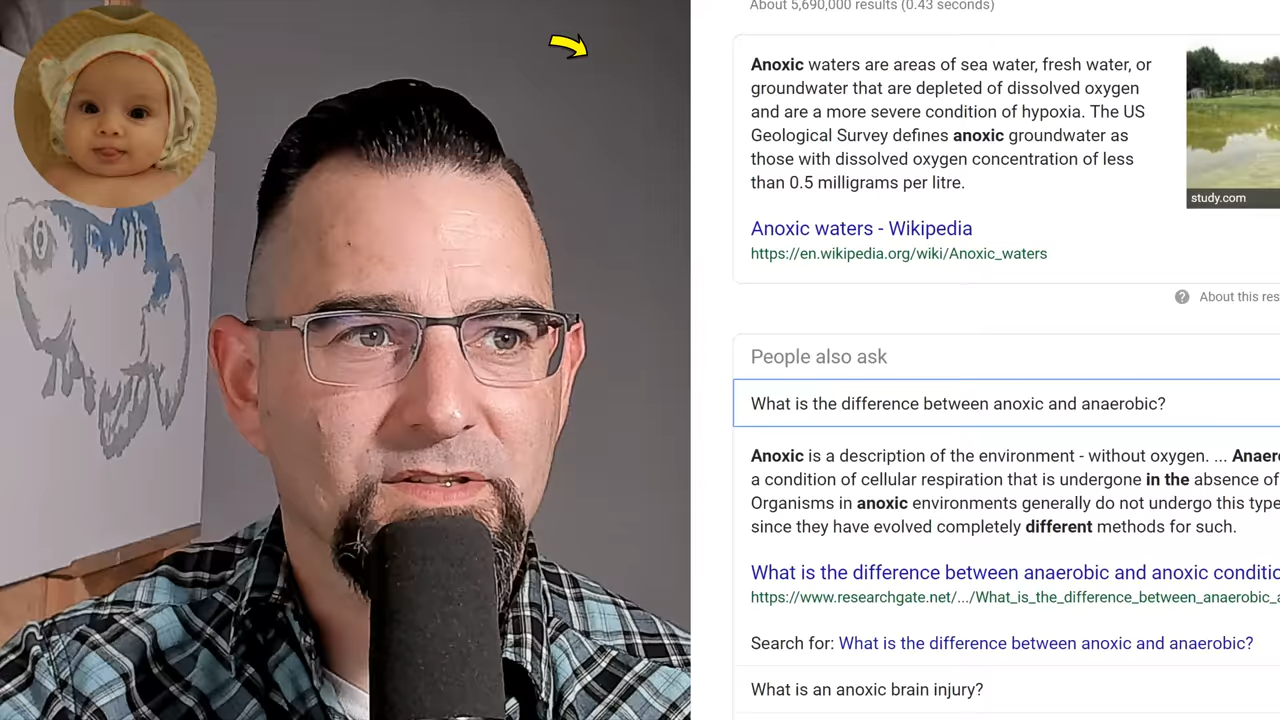 About 5,690,000 results (0.43 seconds)
Anoxic waters are areas of sea water, fresh water, or
groundwater that are depleted of dissolved oxygen
and are a more severe condition of hypoxia. The US
Geological Survey defines anoxic groundwater as
those with dissolved oxygen concentration of less
than 0.5 milligrams per litre.
study.com
Anoxic waters - Wikipedia
https://en.wikipedia.org/wiki/Anoxic_waters
About this res
People also ask
What is the difference between anoxic and anaerobic?
Anoxic is a description of the environment - without oxygen. ... Anaer
a condition of cellular respiration that is undergone in the absence of
Organisms in anoxic environments generally do not undergo this type
since they have evolved completely different methods for such.
What is the difference between anaerobic and anoxic conditio
https://www.researchgate.net/.../What_is_the_difference_between_anaerobic_a
Search for: What is the difference between anoxic and anaerobic?
What is an anoxic brain injury?